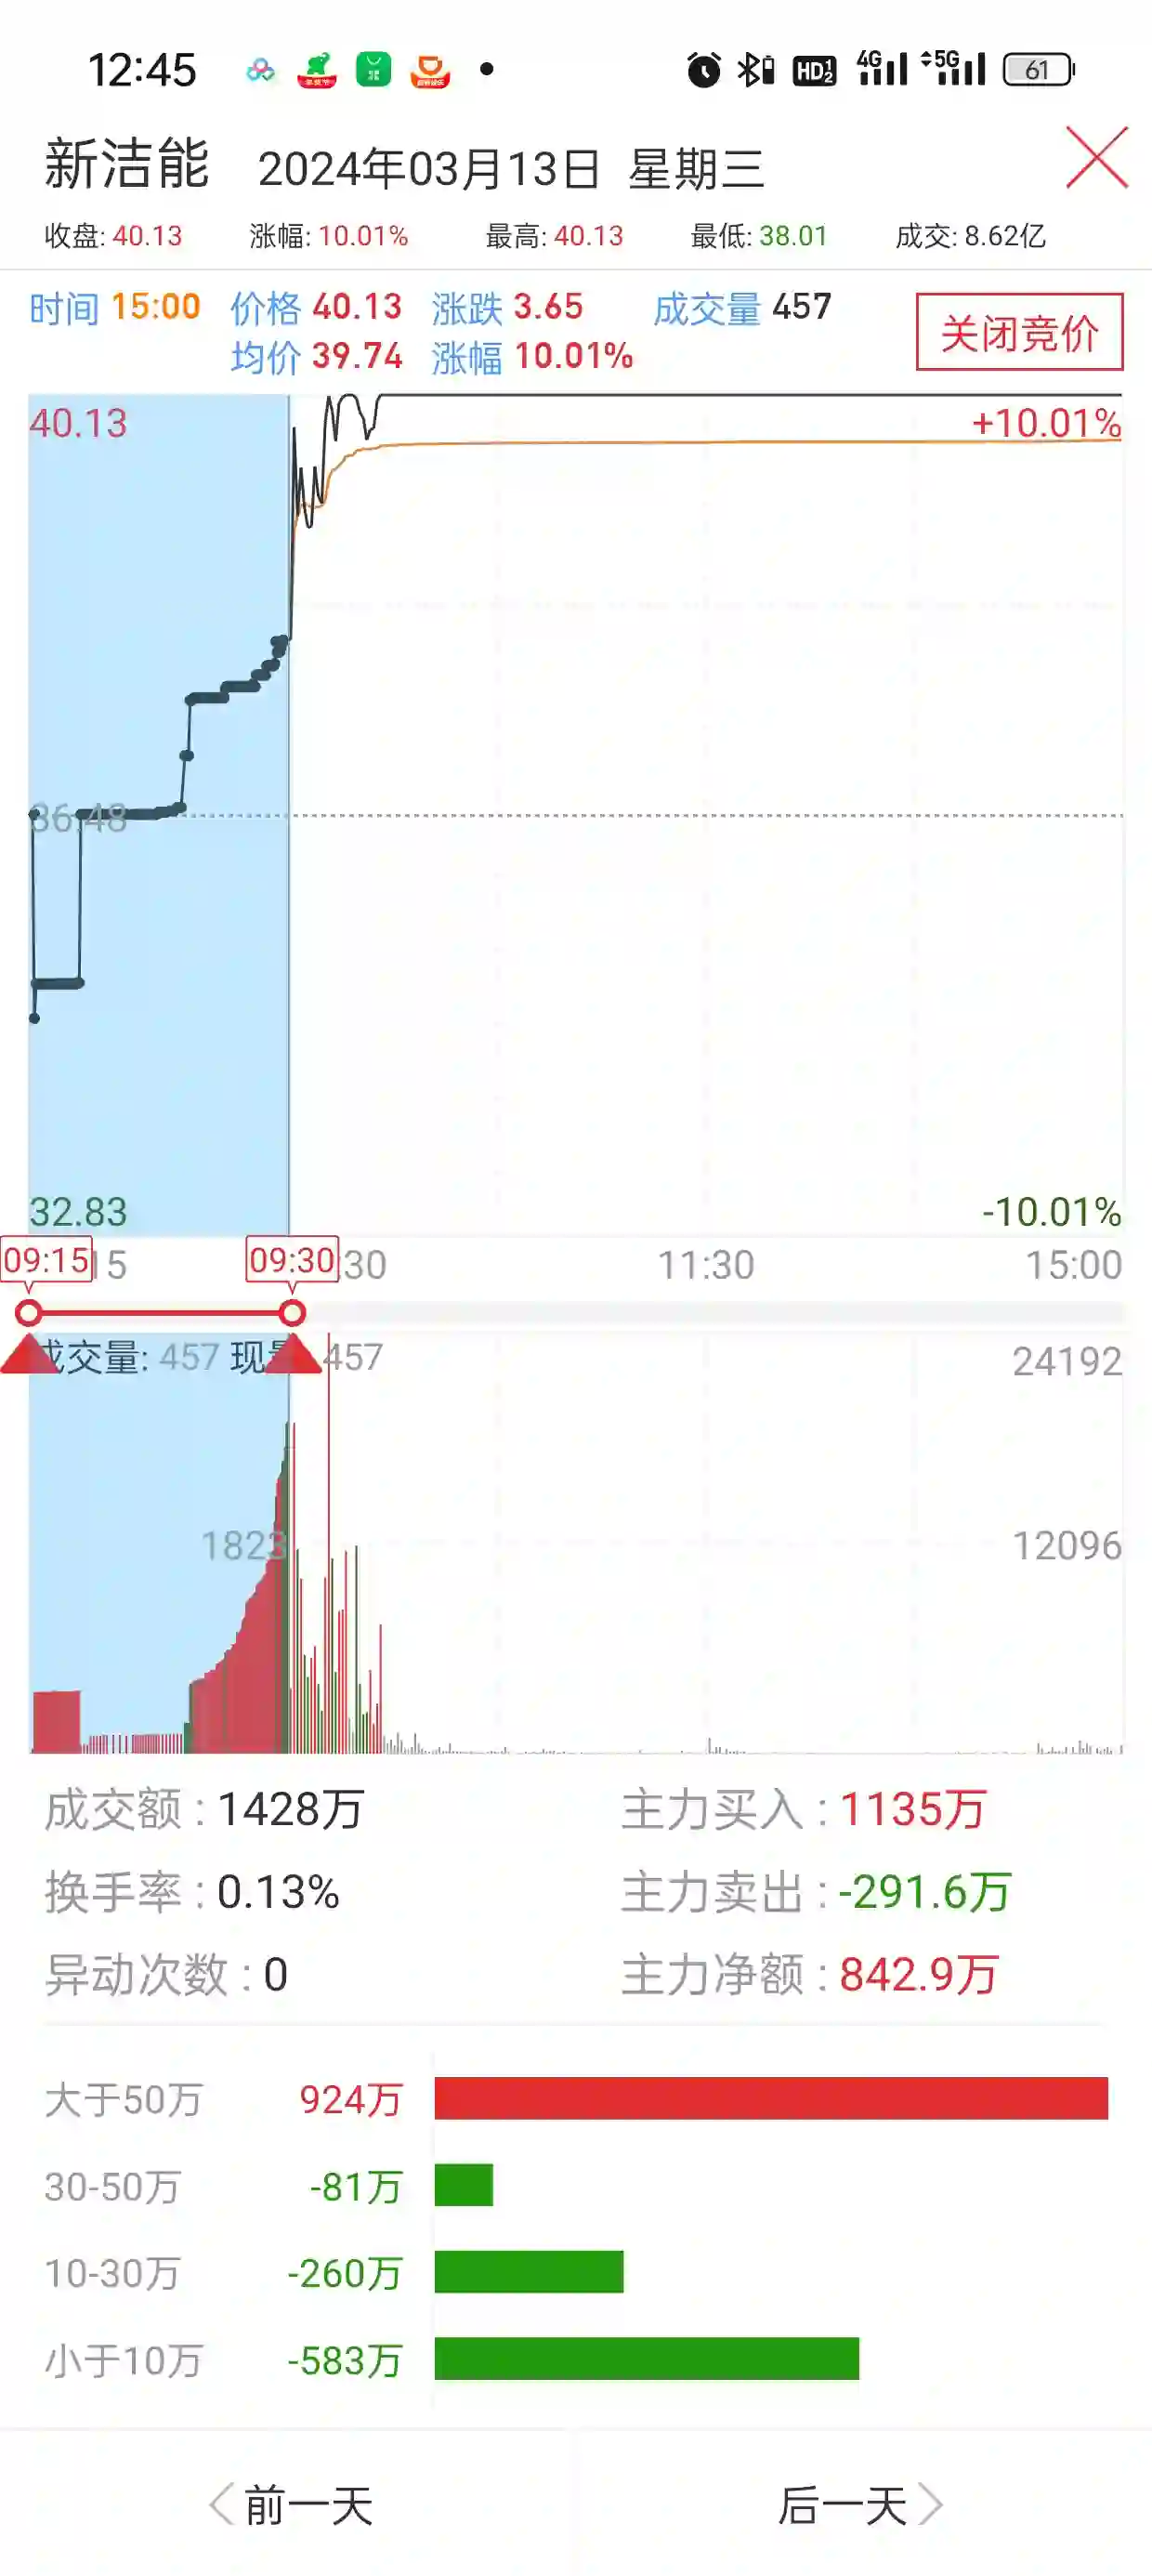 12:45 HD 1 2 4G 5G 61
新洁能 2024年03月13日 星期三
收盘: 40.13 涨幅: 10.01% 最高: 40.13 最低: 38.01 成交: 8.62亿
时间 15:00 价格 40.13 涨跌 3.65 成交量 457
均价 39.74 涨幅 10.01%
关闭竞价
40.13 +10.01%
36.48
32.83 -10.01%
09:15 15 09:30 :30 11:30 15:00
成交量: 457 现量 457 24192
1823 12096
成交额 : 1428万 主力买入 : 1135万
换手率 : 0.13% 主力卖出 : -291.6万
异动次数 : 0 主力净额 : 842.9万
大于50万 924万
30-50万 -81万
10-30万 -260万
小于10万 -583万
前一天 后一天